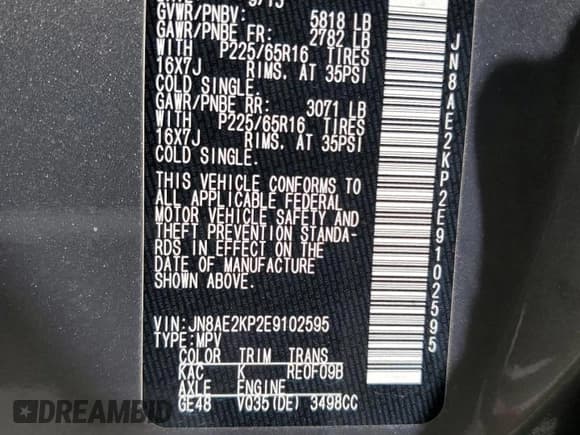 9/13
GVWR/PNBV: 5818 LB
GAWR/PNBE FR: 2782 LB
WITH P225/65R16 TIRES
16X7J RIMS. AT 35PSI
COLD SINGLE.
GAWR/PNBE RR: 3071 LB
WITH P225/65R16 TIRES
16X7J RIMS. AT 35PSI
COLD SINGLE.
THIS VEHICLE CONFORMS TO
ALL APPLICABLE FEDERAL
MOTOR VEHICLE SAFETY AND
THEFT PREVENTION STANDA-
RDS IN EFFECT ON THE
DATE OF MANUFACTURE
SHOWN ABOVE.
VIN: JN8AE2KP2E9102595
TYPE: MPV
COLOR TRIM TRANS
KAC K RE0F09B
AXLE ENGINE
GE48 VQ35(DE) 3498CC
JN8AE2KP2E9102595
DREAMBID